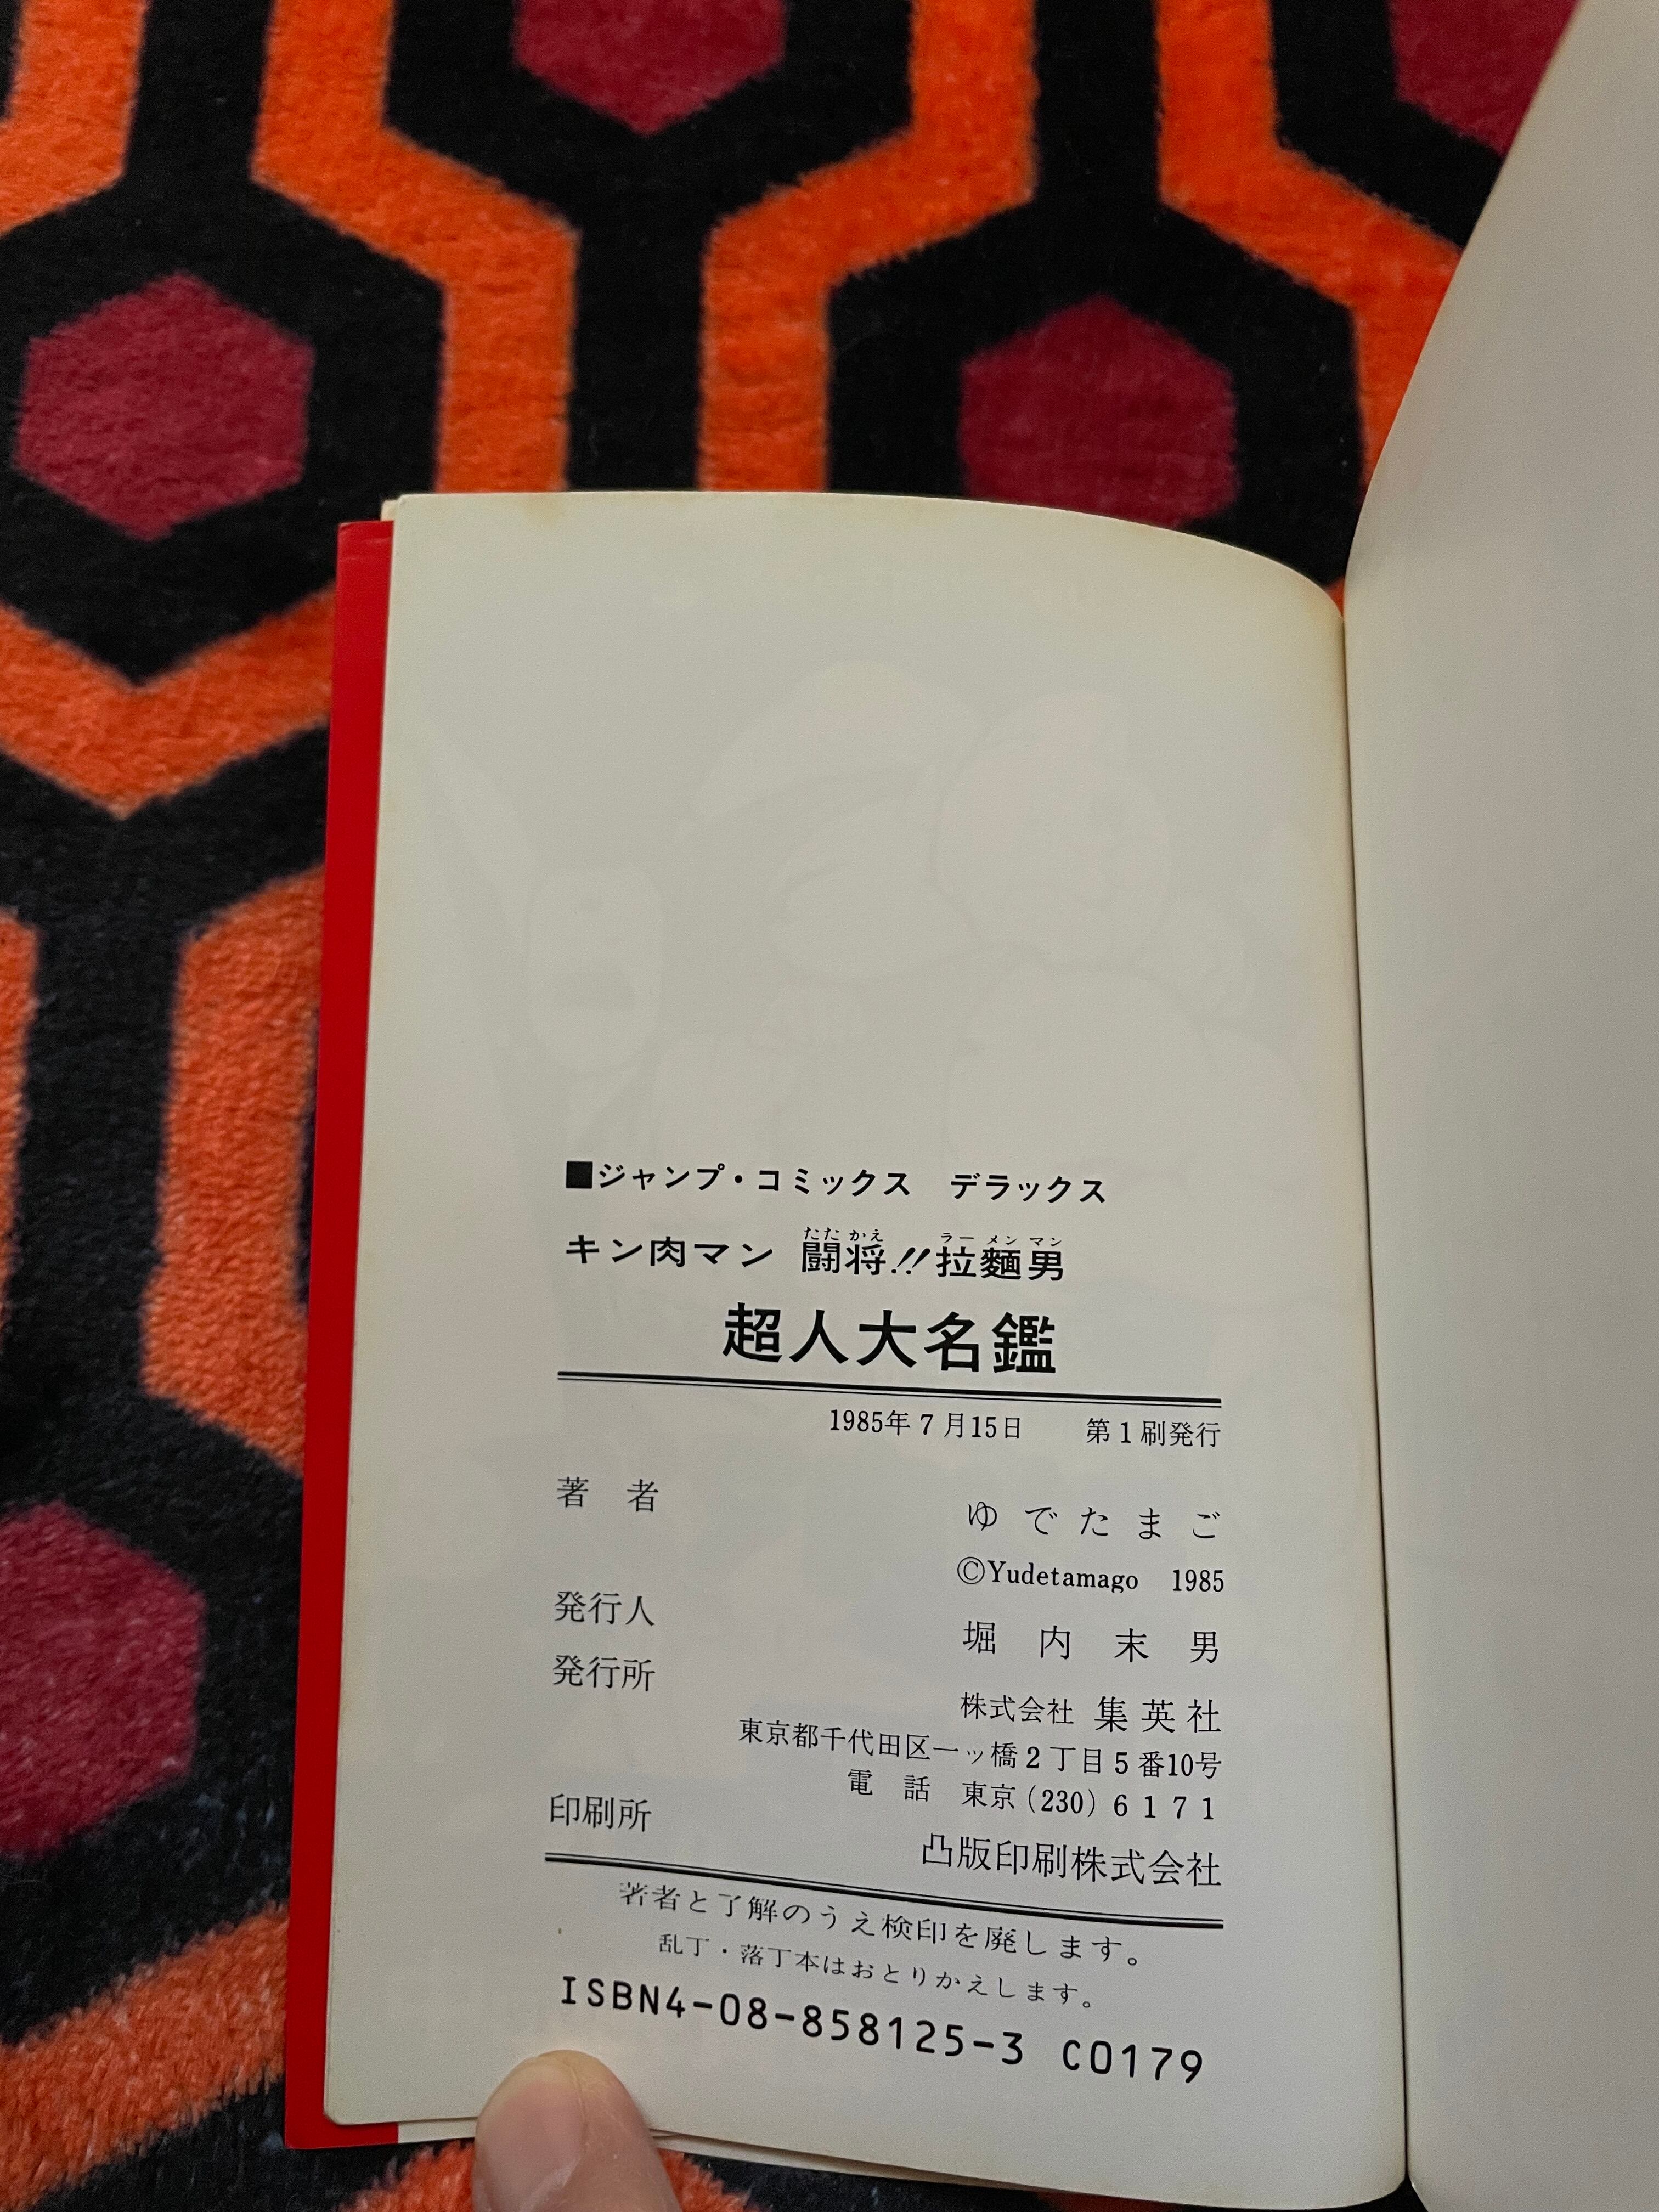 ■ジャンプ・コミックス　デラックス
たたかえ　ラーメンマン
キン肉マン 闘将!!拉麵男
超人大名鑑
1985年7月15日　第1刷発行
著　者　ゆでたまご
©Yudetamago 1985
発行人　堀内末男
発行所　株式会社 集英社
東京都千代田区一ッ橋2丁目5番10号
電　話　東京(230)6171
印刷所　凸版印刷株式会社
著者と了解のうえ検印を廃します。
乱丁・落丁本はおとりかえします。
ISBN4-08-858125-3 C0179